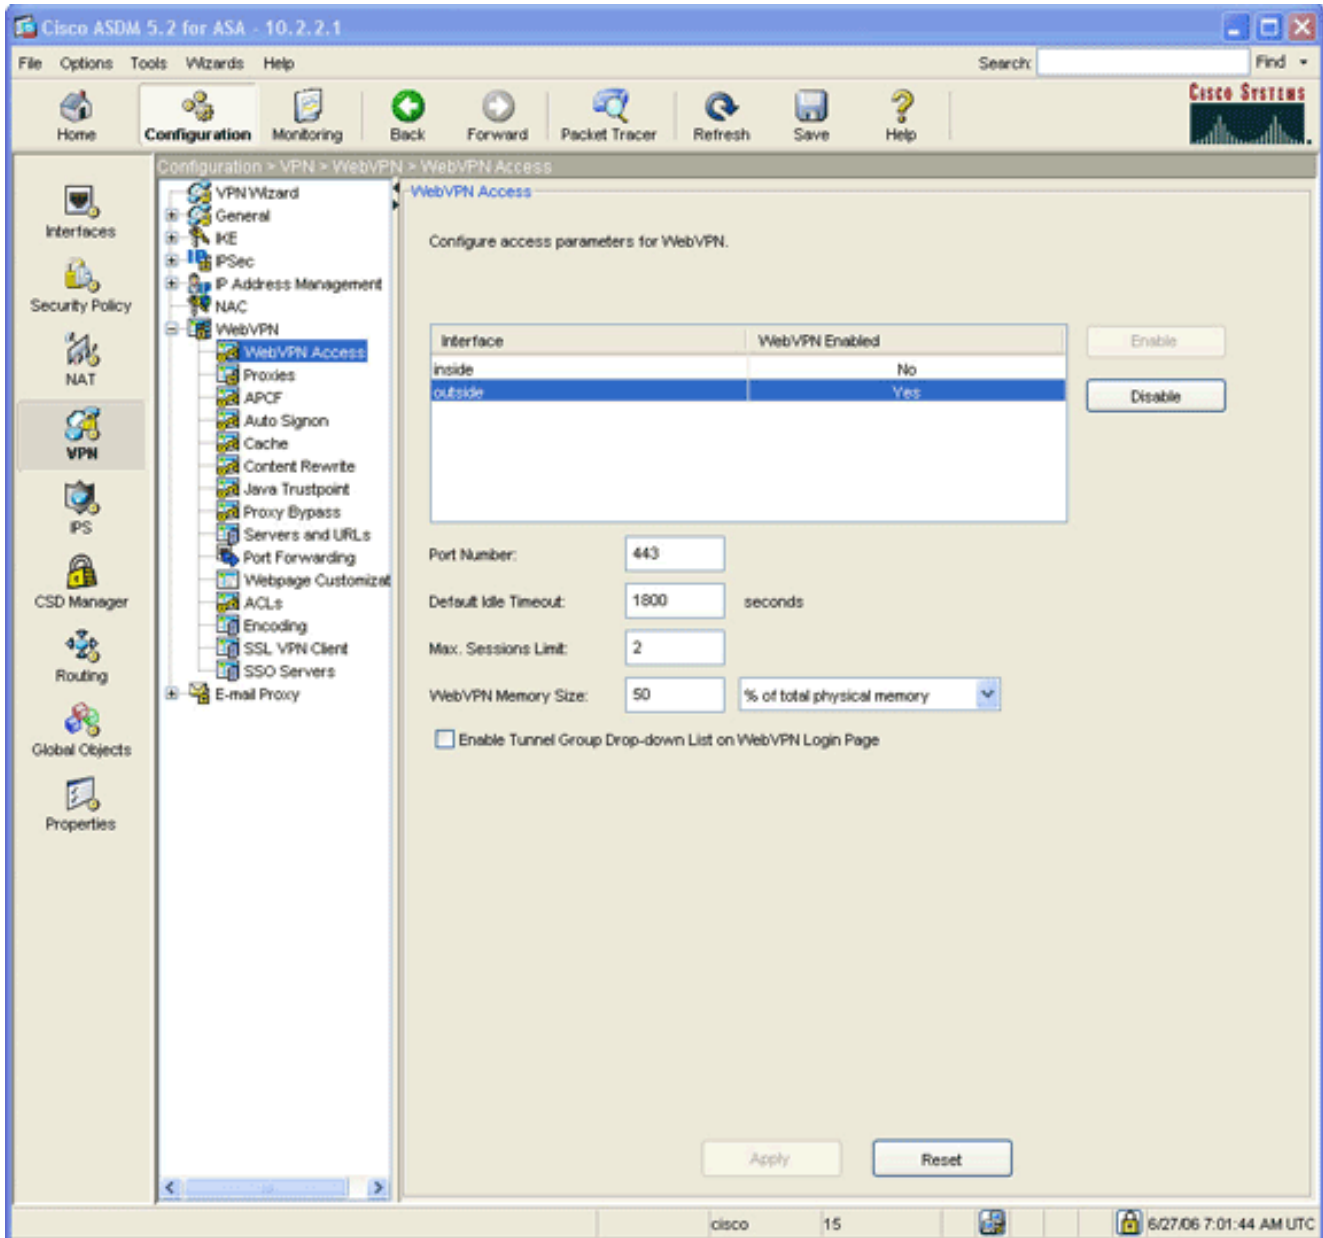 Cisco ASDM 5.2 for ASA - 10.2.2.1
File Options Tools Wizards Help Search: Find
Cisco Systems
Home Configuration Monitoring Back Forward Packet Tracer Refresh Save Help
Configuration > VPN > WebVPN > WebVPN Access
Interfaces
Security Policy
NAT
VPN
IPS
CSD Manager
Routing
Global Objects
Properties
VPN Wizard
General
IKE
IPSec
IP Address Management
NAC
WebVPN
WebVPN Access
Proxies
APCF
Auto Signon
Cache
Content Rewrite
Java Trustpoint
Proxy Bypass
Servers and URLs
Port Forwarding
Webpage Customizat
ACLs
Encoding
SSL VPN Client
SSO Servers
E-mail Proxy
WebVPN Access
Configure access parameters for WebVPN.
Interface WebVPN Enabled
inside No
outside Yes
Enable
Disable
Port Number: 443
Default Idle Timeout: 1800 seconds
Max. Sessions Limit: 2
WebVPN Memory Size: 50 % of total physical memory
Enable Tunnel Group Drop-down List on WebVPN Login Page
Apply Reset
cisco 15 6/27/06 7:01:44 AM UTC